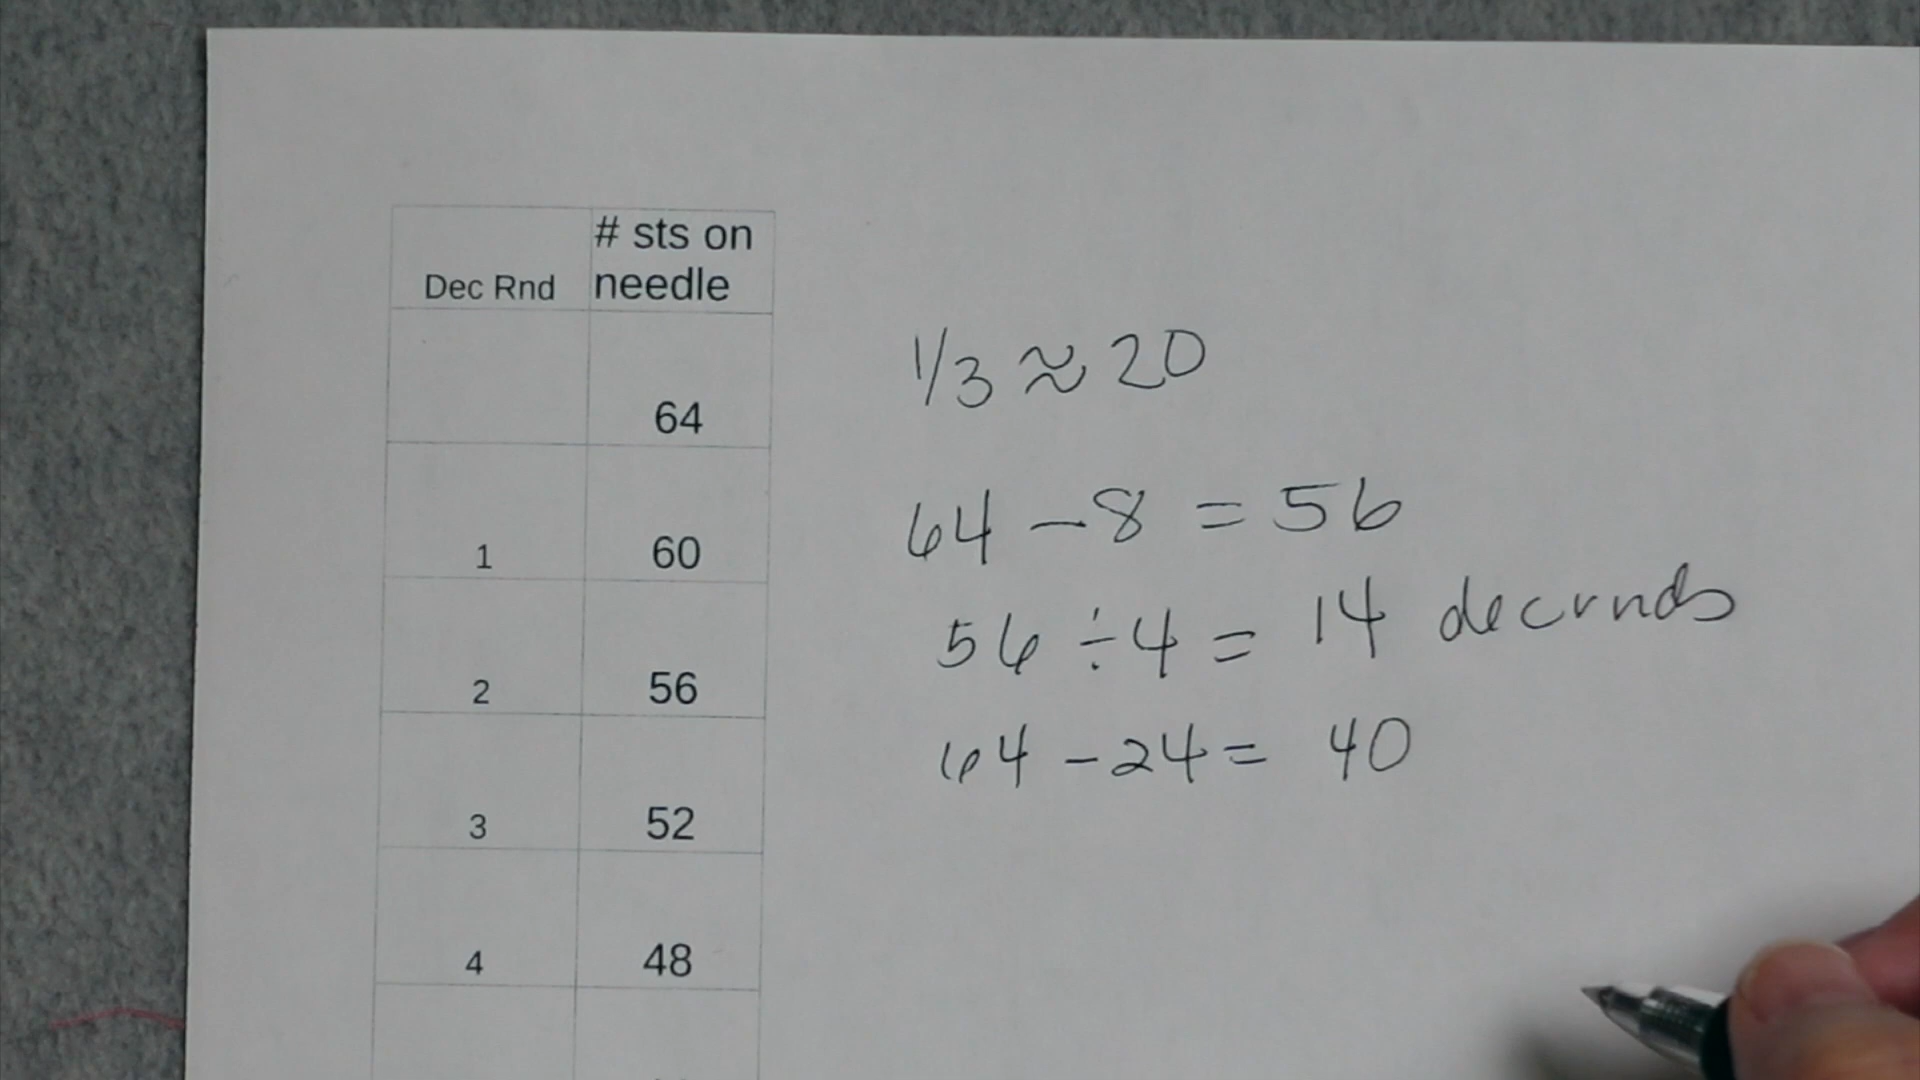 # sts on
Dec Rnd needle
64
1 60
2 56
3 52
4 48
1/3 ≈ 20
64 - 8 = 56
56 ÷ 4 = 14 decrnds
64 - 24 = 40